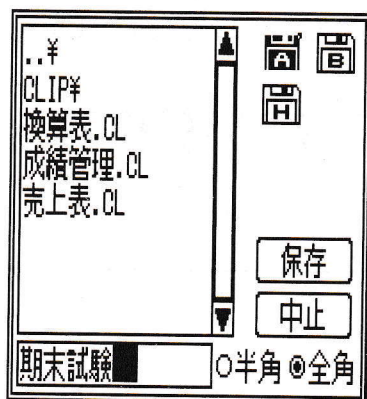 ..¥
CLIP¥
換算表.CL
成績管理.CL
売上表.CL
A B
H
保存
中止
期末試験
○半角 ◉全角